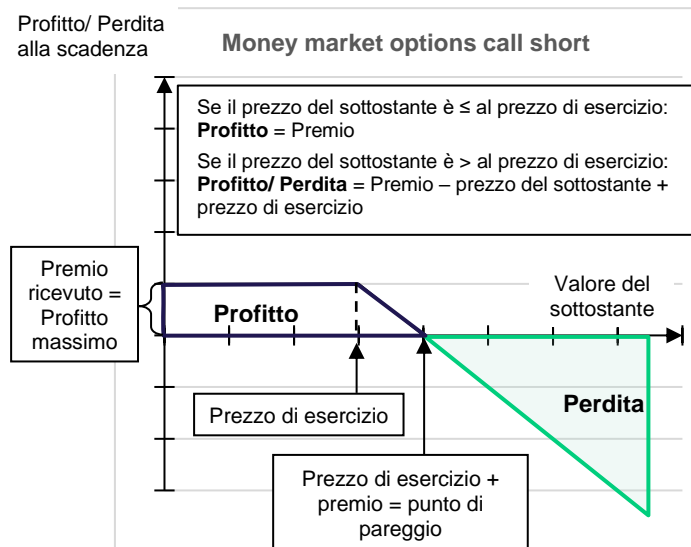 Profitto/ Perdita
alla scadenza
Money market options call short
Se il prezzo del sottostante è ≤ al prezzo di esercizio:
Profitto = Premio
Se il prezzo del sottostante è > al prezzo di esercizio:
Profitto/ Perdita = Premio – prezzo del sottostante +
prezzo di esercizio
Premio
ricevuto =
Profitto
massimo
Profitto
Valore del
sottostante
Prezzo di esercizio
Perdita
Prezzo di esercizio +
premio = punto di
pareggio